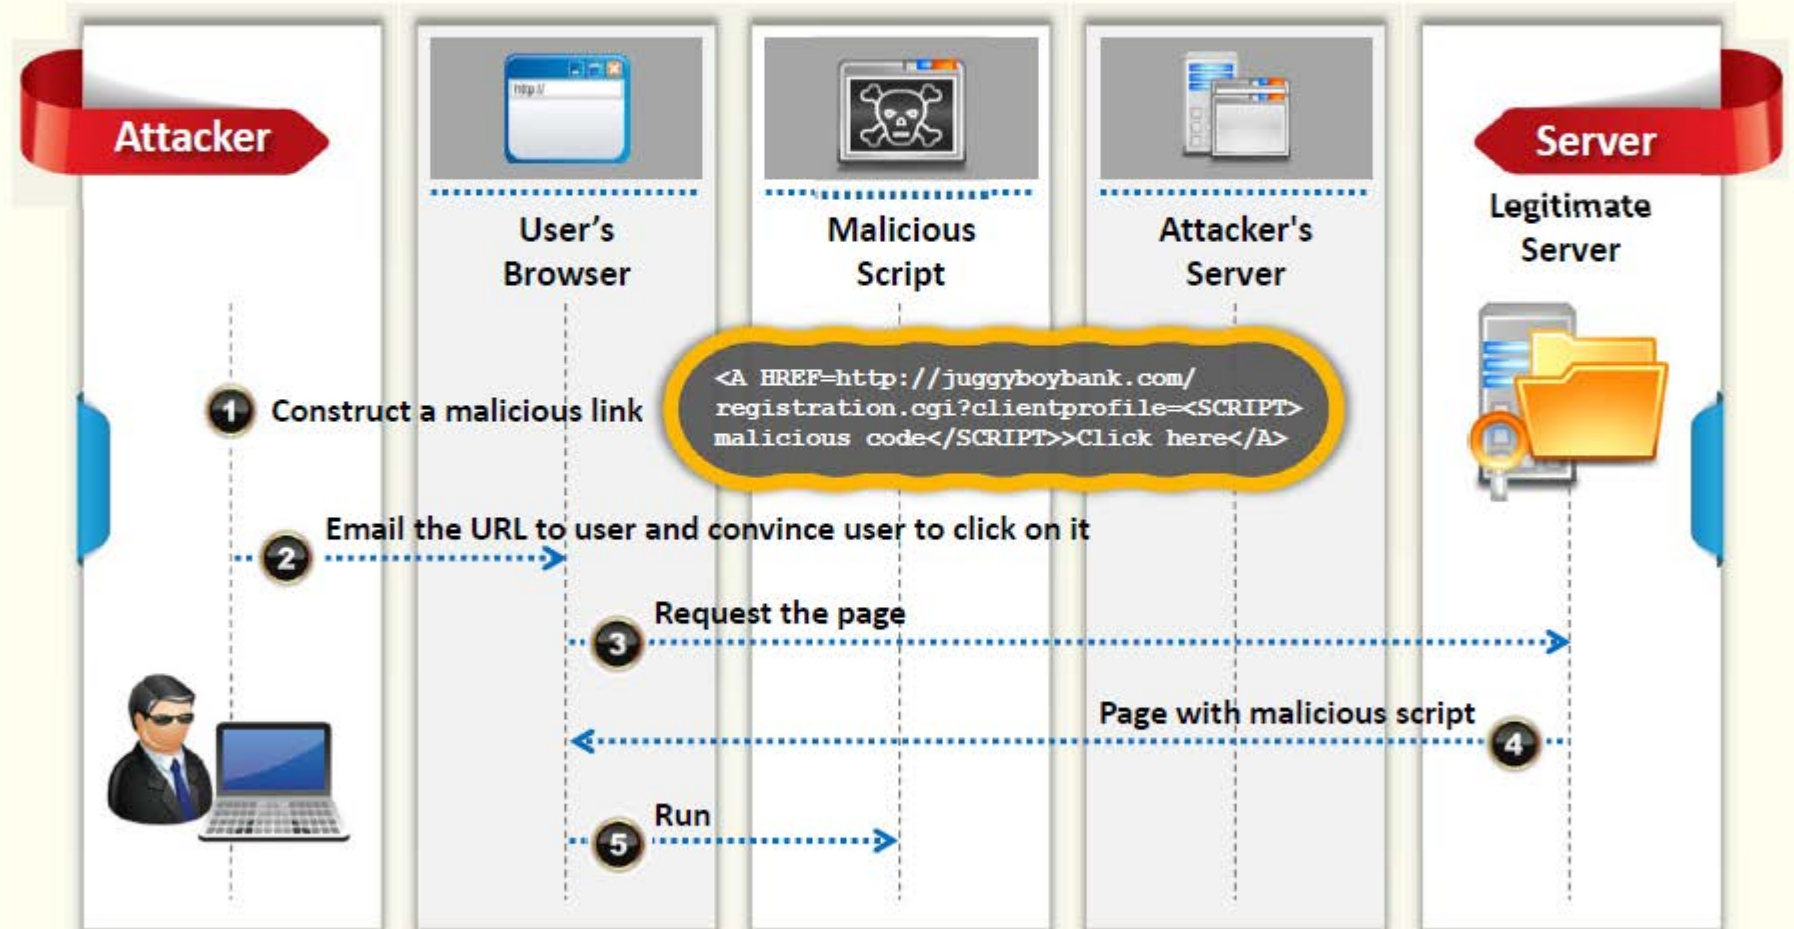 Attacker
http://
Server
User's
Browser
Malicious
Script
Attacker's
Server
Legitimate
Server
1 Construct a malicious link
<A HREF=http://juggyboybank.com/
registration.cgi?clientprofile=<SCRIPT>
malicious code</SCRIPT>>Click here</A>
2 Email the URL to user and convince user to click on it
3 Request the page
Page with malicious script 4
5 Run